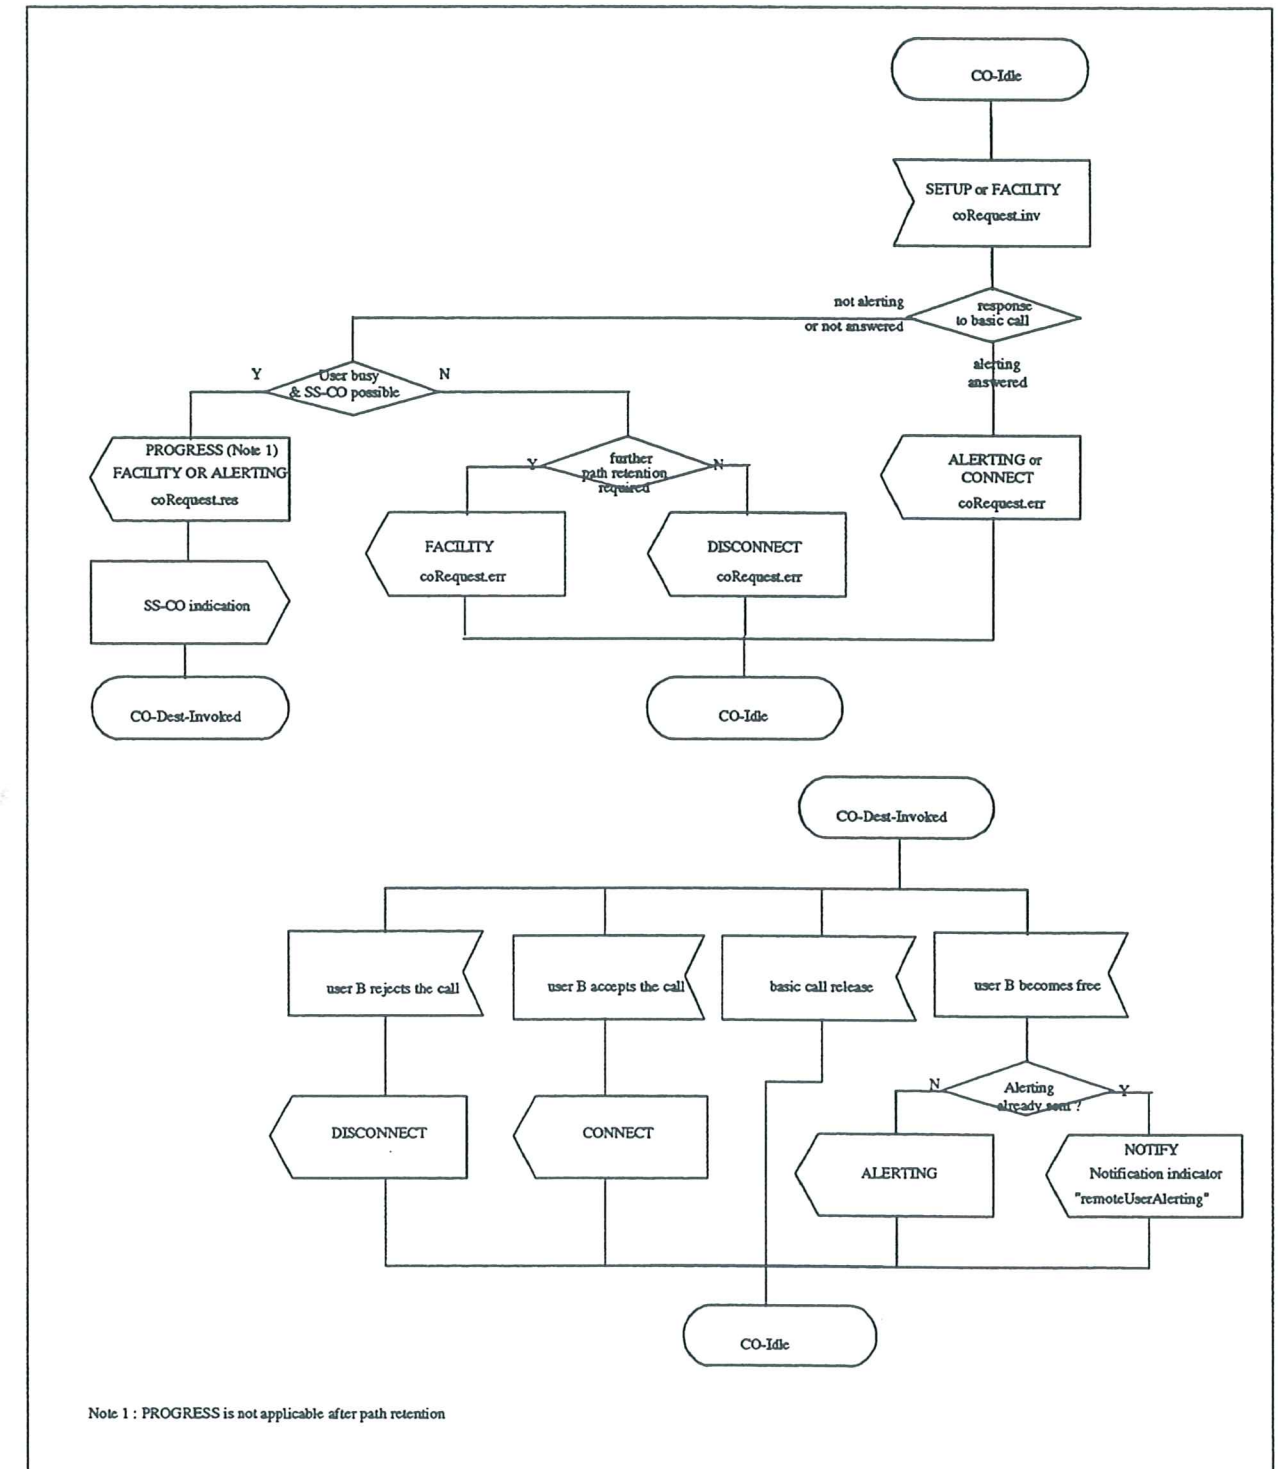 CO-Idle
SETUP or FACILITY
coRequest.inv
not alerting
or not answered
response
to basic call
alerting
answered
Y
User busy
& SS-CO possible
N
PROGRESS (Note 1)
FACILITY OR ALERTING
coRequest.res
Y
further
path retention
required
N
ALERTING or
CONNECT
coRequest.err
FACILITY
coRequest.err
DISCONNECT
coRequest.err
SS-CO indication
CO-Dest-Invoked
CO-Idle
CO-Dest-Invoked
user B rejects the call
user B accepts the call
basic call release
user B becomes free
N
Alerting
already sent ?
Y
DISCONNECT
CONNECT
ALERTING
NOTIFY
Notification indicator
"remoteUserAlerting"
CO-Idle
Note 1 : PROGRESS is not applicable after path retention